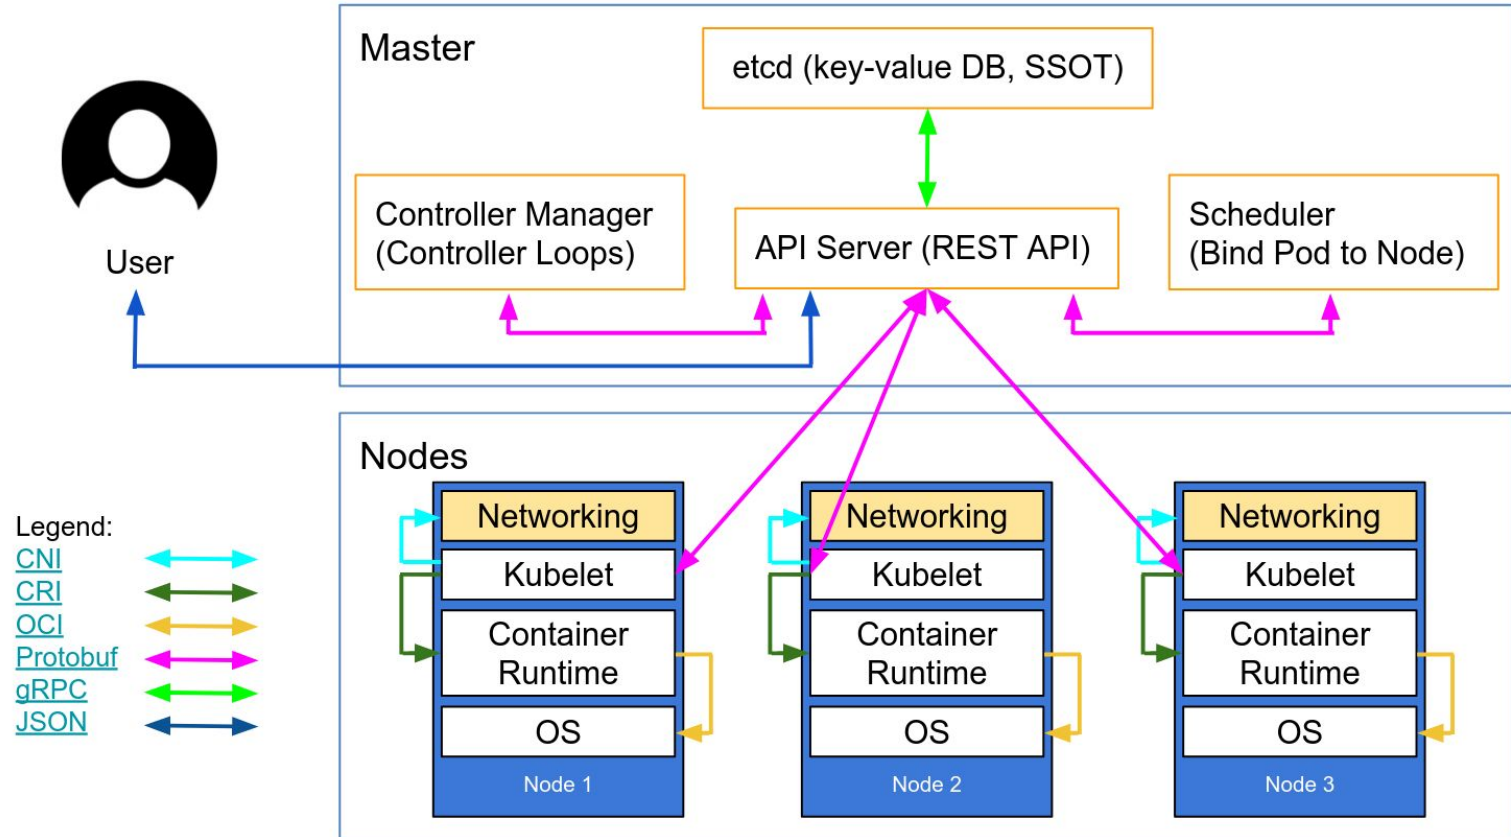 Master
etcd (key-value DB, SSOT)
Controller Manager
(Controller Loops)
API Server (REST API)
Scheduler
(Bind Pod to Node)
User
Nodes
Networking
Kubelet
Container
Runtime
OS
Node 1
Networking
Kubelet
Container
Runtime
OS
Node 2
Networking
Kubelet
Container
Runtime
OS
Node 3
Legend:
CNI
CRI
OCI
Protobuf
gRPC
JSON